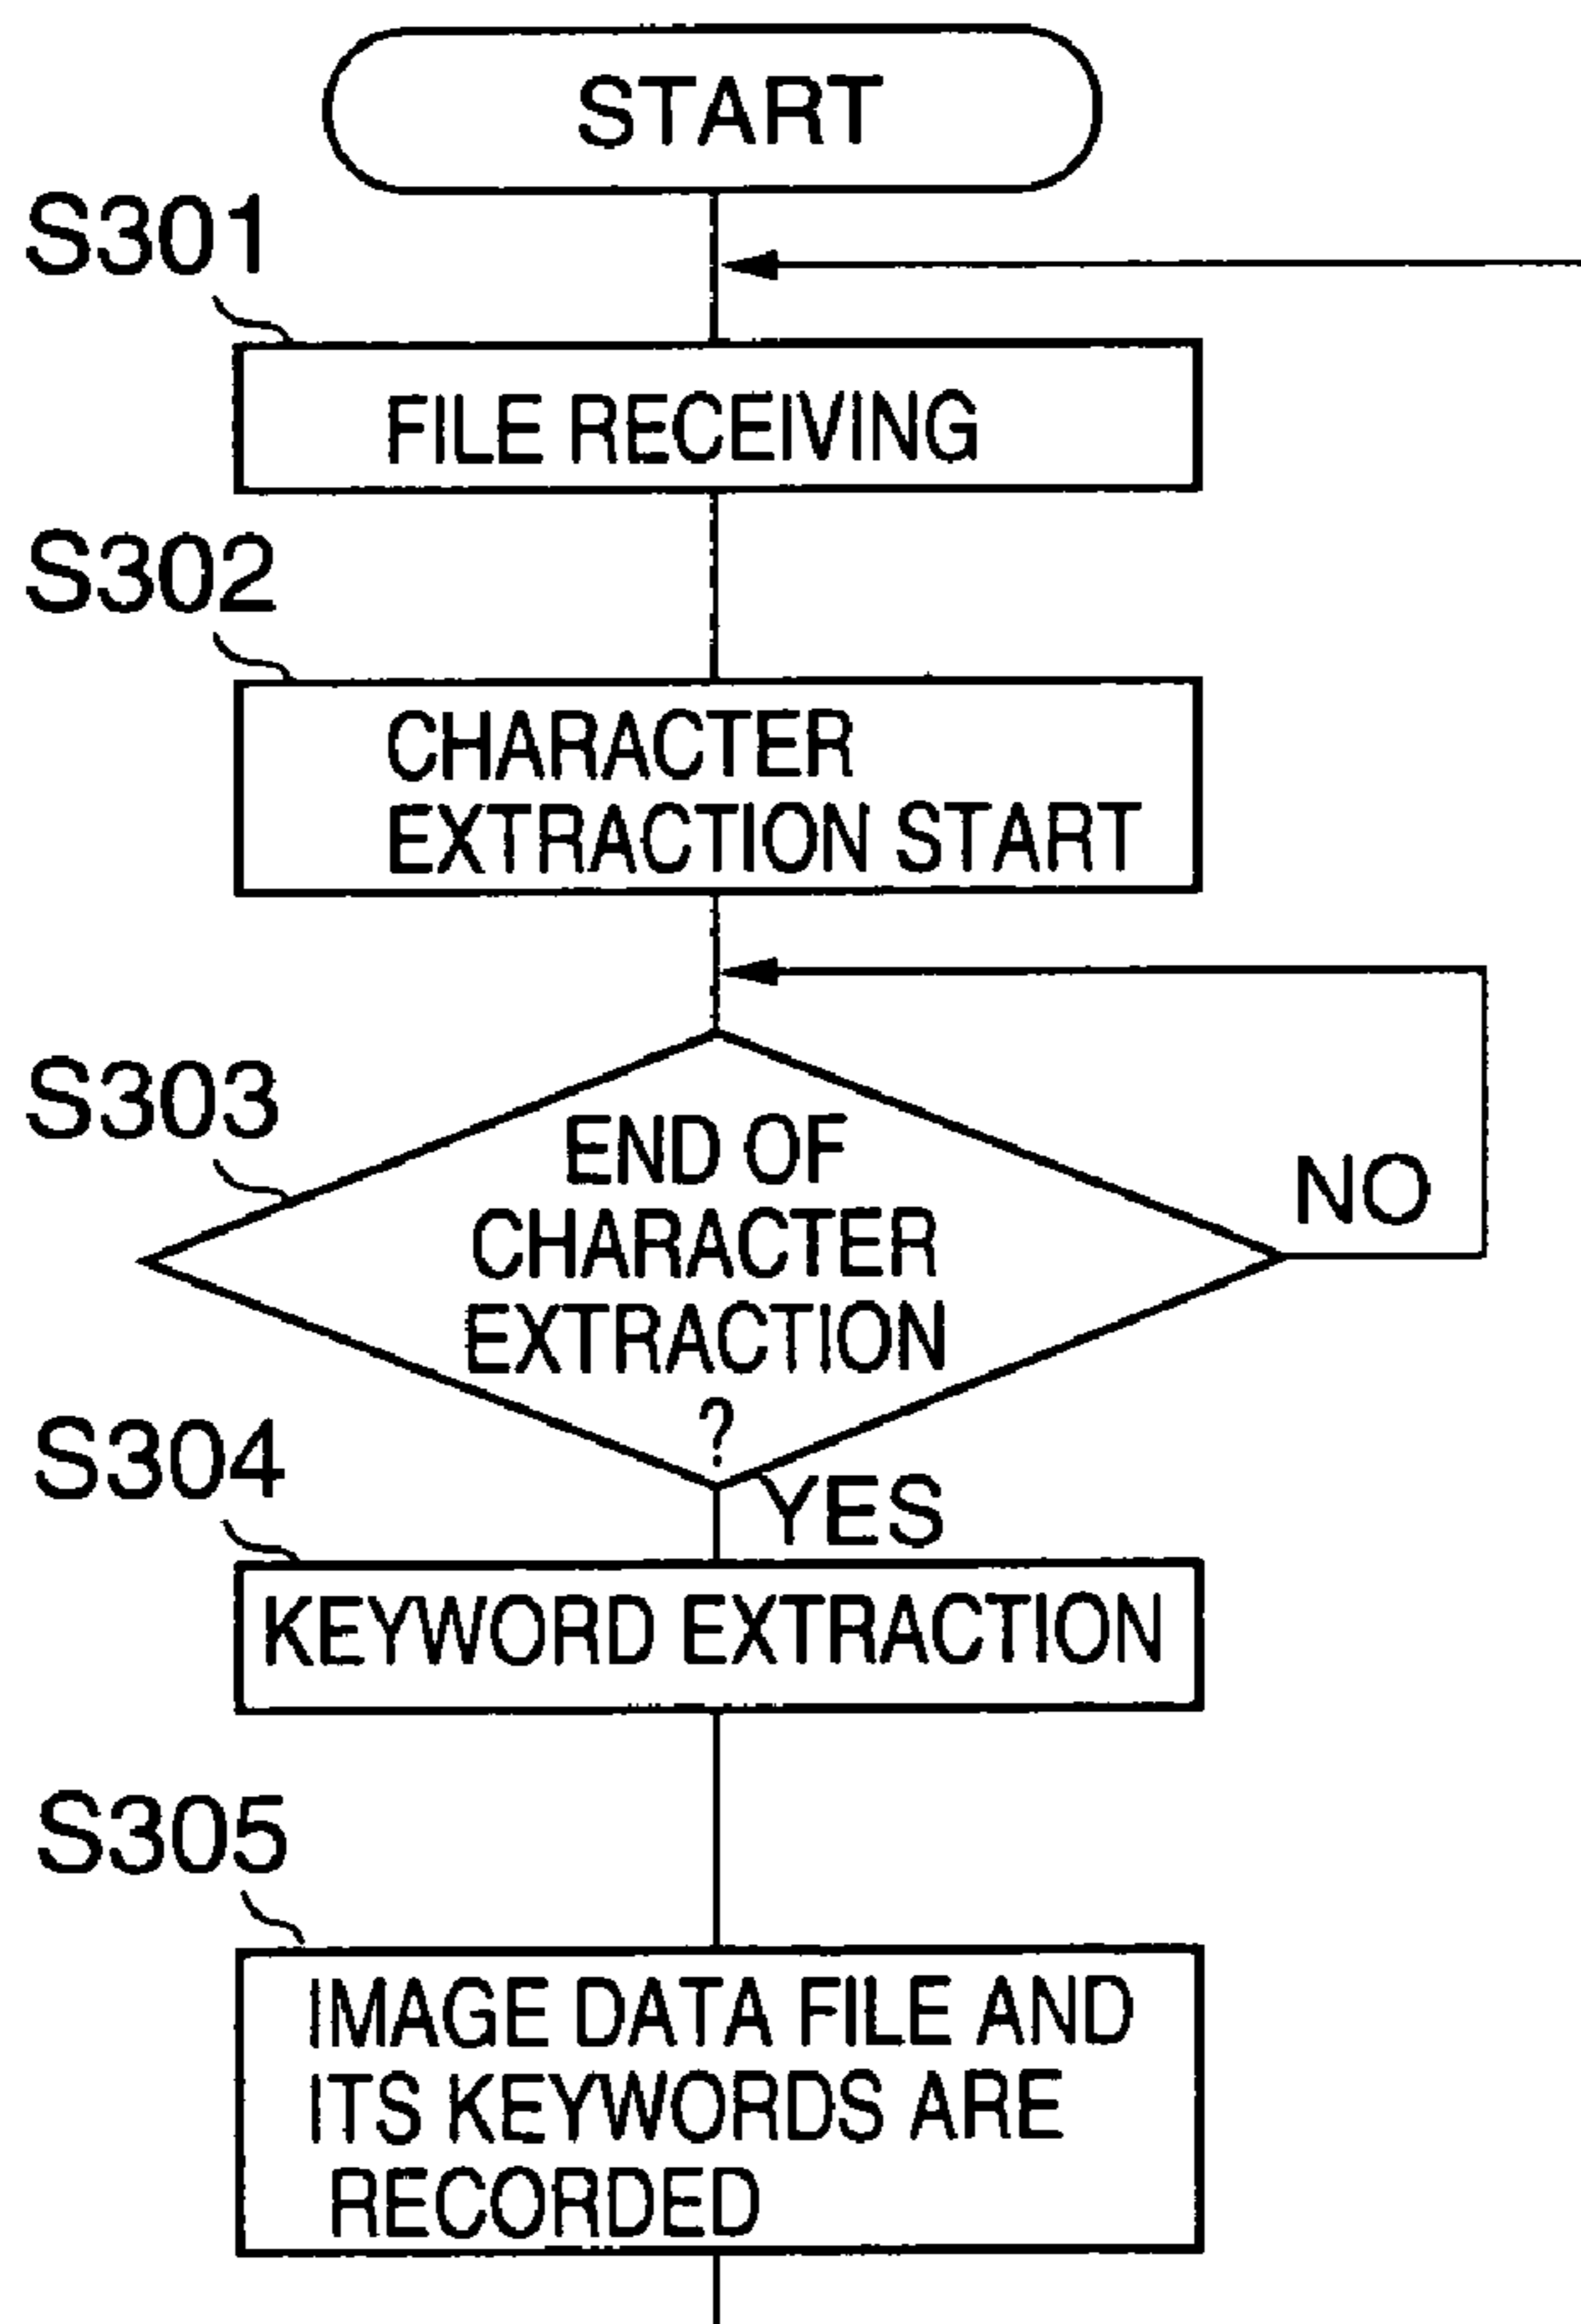 START
S301
FILE RECEIVING
S302
CHARACTER
EXTRACTION START
S303
END OF
CHARACTER
EXTRACTION
?
NO
YES
S304
KEYWORD EXTRACTION
S305
IMAGE DATA FILE AND
ITS KEYWORDS ARE
RECORDED